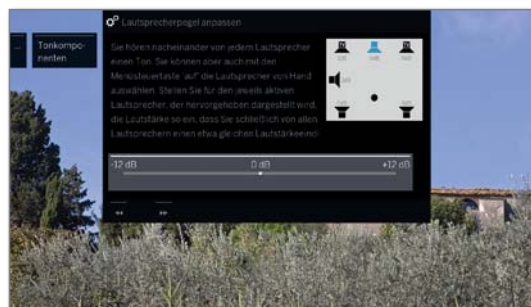 Lautsprecherpegel anpassen
...
Tonkompo-
nenten
Sie hören nacheinander von jedem Lautsprecher
einen Ton. Sie können aber auch mit den
Menüsteuertaste 'auf' die Lautsprecher von Hand
auswählen. Stellen Sie für den jeweils aktiven
Lautsprecher, der hervorgehoben dargestellt wird,
die Lautstärke so ein, dass Sie schließlich von allen
Lautsprechern einen etwa gleichen Lautstärkeeind-
-12 dB 0 dB +12 dB